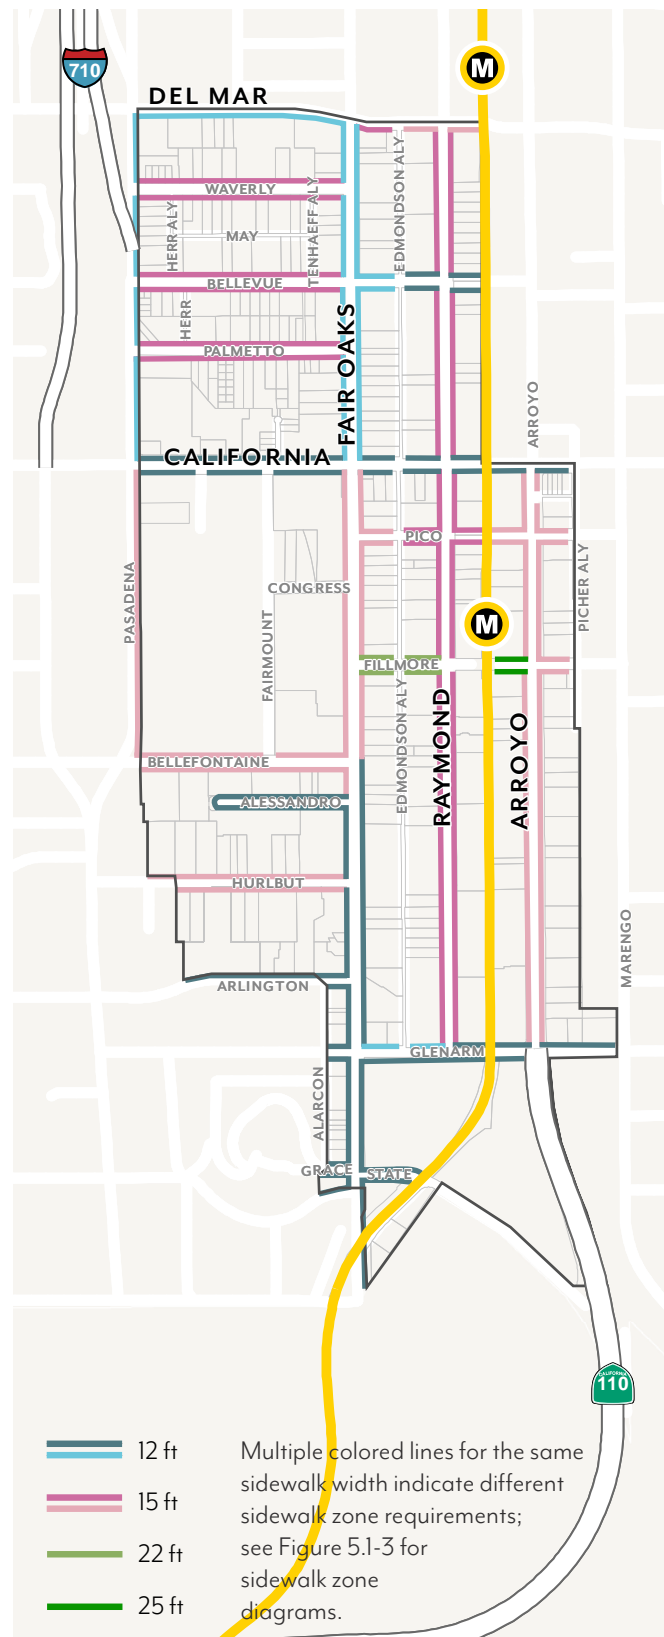 710
M
DEL MAR
WAVERLY
HERR ALY
MAY
TENHAEFF ALY
EDMONDSON ALY
BELLEVUE
HERR
PALMETTO
FAIR OAKS
ARROYO
CALIFORNIA
PICO
PASADENA
CONGRESS
FAIRMOUNT
PICHER ALY
M
FILLMORE
EDMONDSON ALY
RAYMOND
ARROYO
BELLEFONTAINE
ALESSANDRO
HURLBUT
MARENGO
ARLINGTON
GLENARM
ALARCON
GRACE
STATE
CALIFORNIA
110
12 ft
15 ft
22 ft
25 ft
Multiple colored lines for the same
sidewalk width indicate different
sidewalk zone requirements;
see Figure 5.1-3 for
sidewalk zone
diagrams.